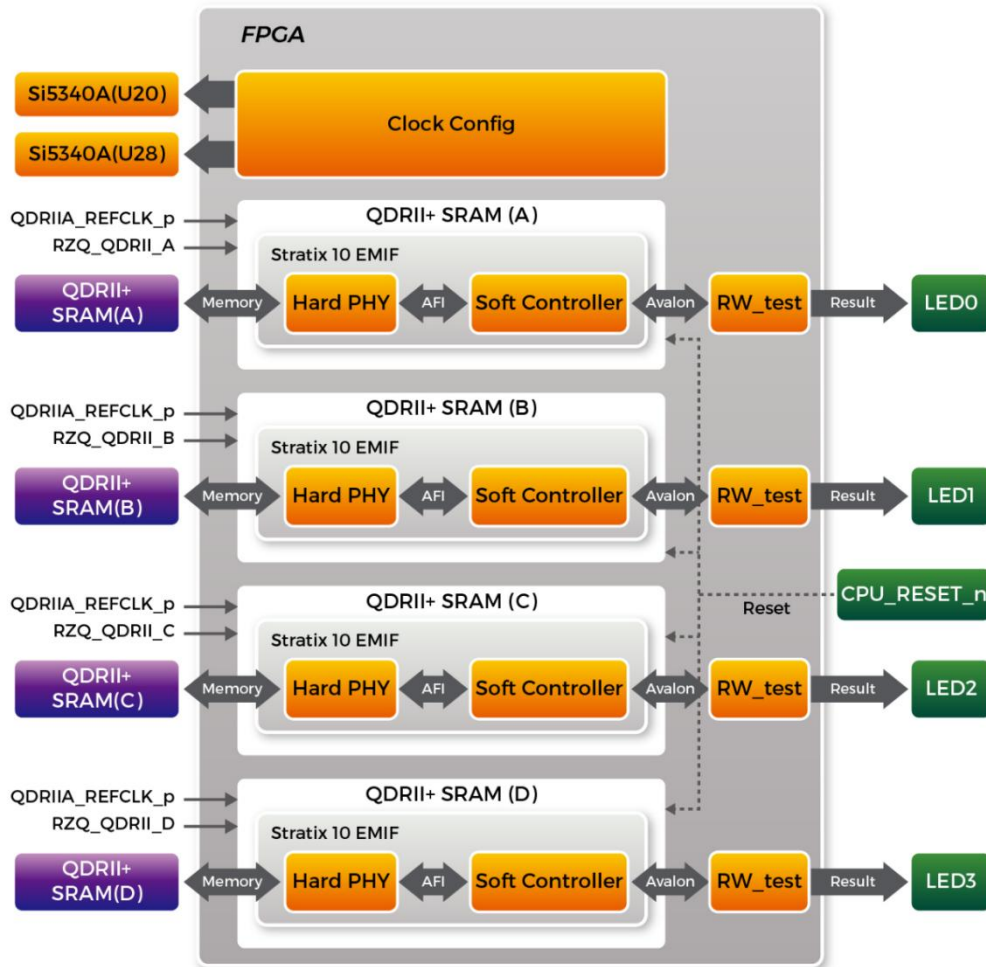 FPGA
Si5340A(U20)
Si5340A(U28)
Clock Config
QDRIIA_REFCLK_p
RZQ_QDRII_A
QDRII+ SRAM (A)
Stratix 10 EMIF
QDRII+
SRAM(A)
Memory
Hard PHY
AFI
Soft Controller
Avalon
RW_test
Result
LED0
QDRIIA_REFCLK_p
RZQ_QDRII_B
QDRII+ SRAM (B)
Stratix 10 EMIF
QDRII+
SRAM(B)
Memory
Hard PHY
AFI
Soft Controller
Avalon
RW_test
Result
LED1
CPU_RESET_n
Reset
QDRIIA_REFCLK_p
RZQ_QDRII_C
QDRII+ SRAM (C)
Stratix 10 EMIF
QDRII+
SRAM(C)
Memory
Hard PHY
AFI
Soft Controller
Avalon
RW_test
Result
LED2
QDRIIA_REFCLK_p
RZQ_QDRII_D
QDRII+ SRAM (D)
Stratix 10 EMIF
QDRII+
SRAM(D)
Memory
Hard PHY
AFI
Soft Controller
Avalon
RW_test
Result
LED3